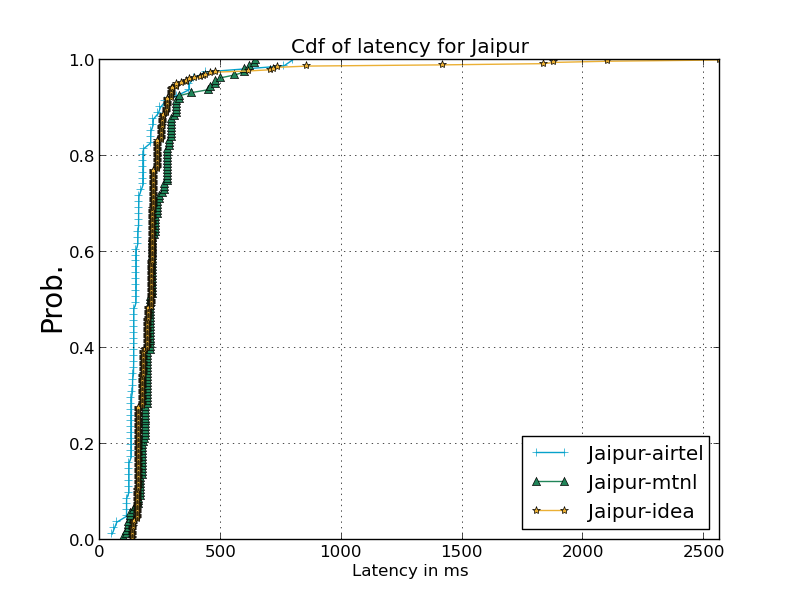 Cdf of latency for Jaipur
1.0
0.8
0.6
0.4
0.2
0.0
Prob.
0 500 1000 1500 2000 2500
Latency in ms
Jaipur-airtel
Jaipur-mtnl
Jaipur-idea